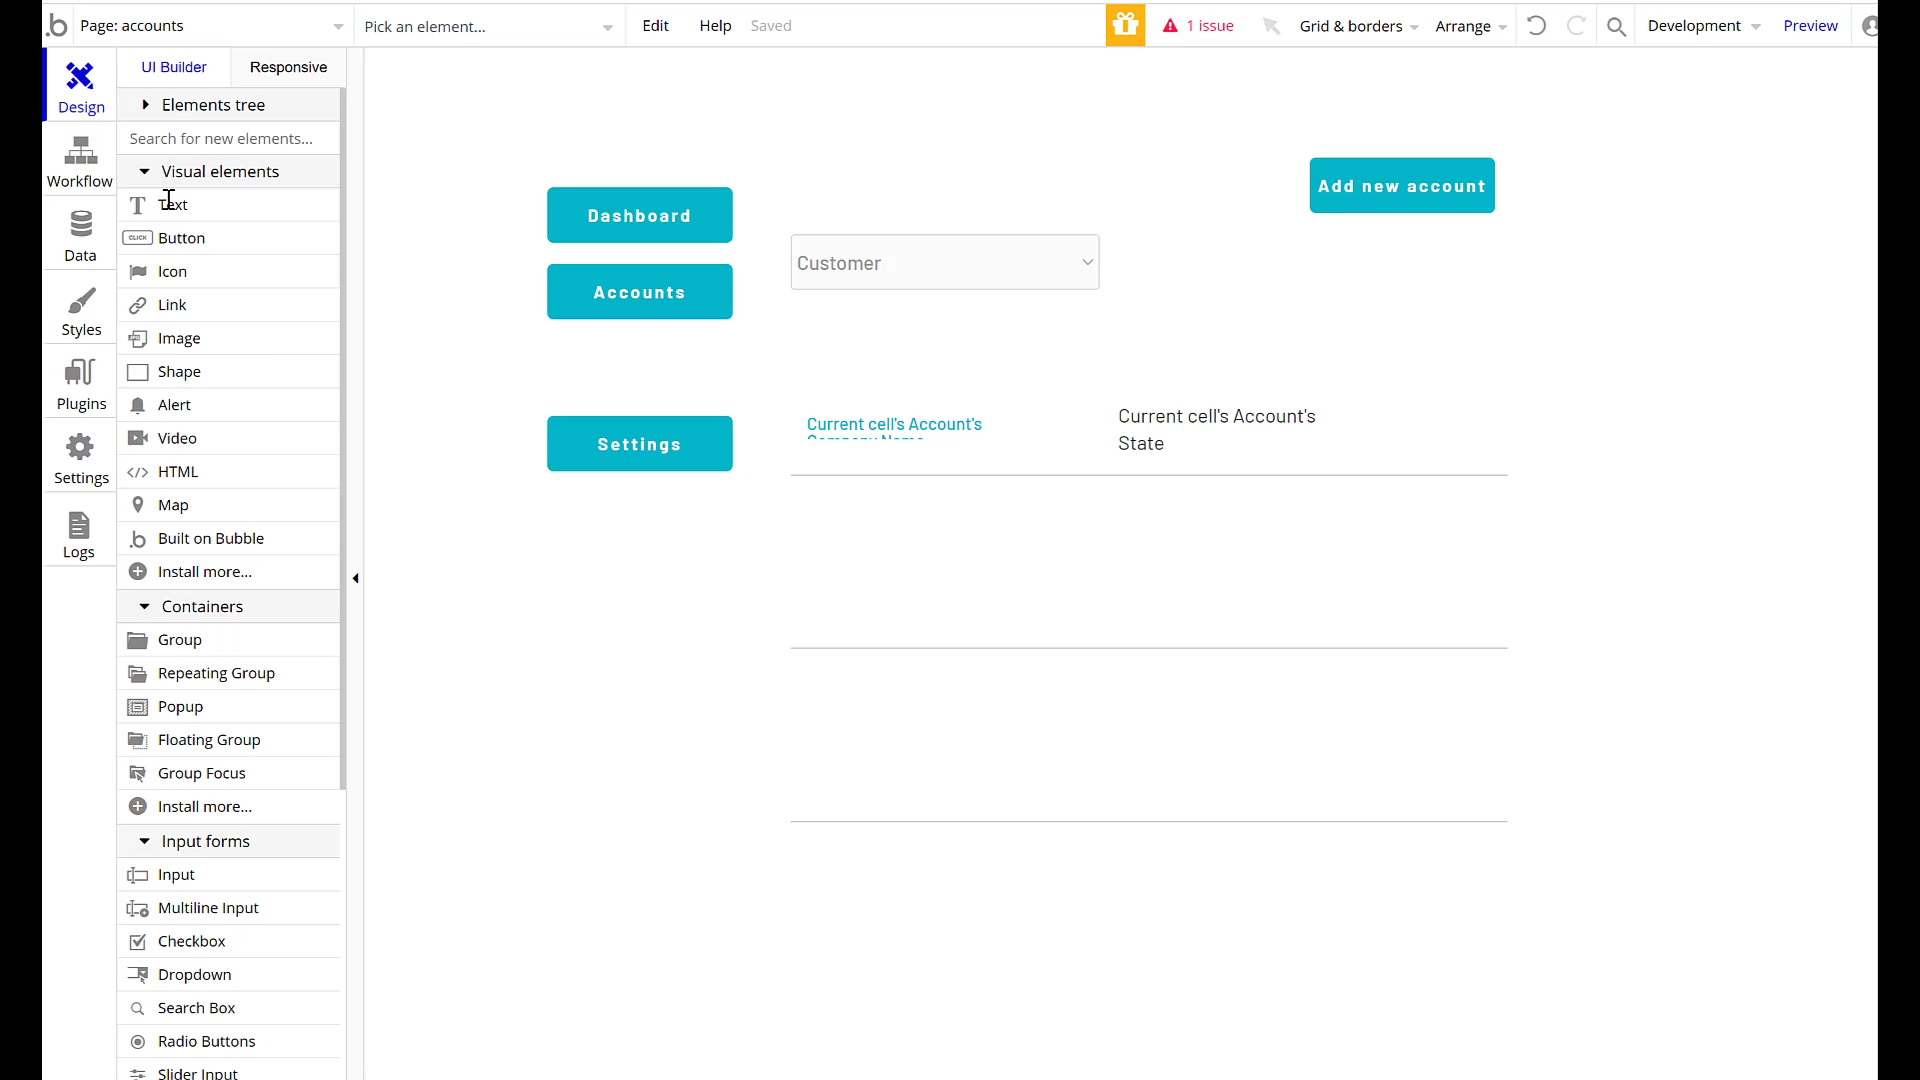 Page: accounts
Pick an element...
Edit
Help
Saved
1 issue
Grid & borders
Arrange
Development
Preview
Design
Workflow
Data
Styles
Plugins
Settings
Logs
UI Builder
Responsive
Elements tree
Search for new elements...
Visual elements
Text
CLICK Button
Icon
Link
Image
Shape
Alert
Video
HTML
Map
Built on Bubble
Install more...
Containers
Group
Repeating Group
Popup
Floating Group
Group Focus
Install more...
Input forms
Input
Multiline Input
Checkbox
Dropdown
Search Box
Radio Buttons
Slider Input
Dashboard
Accounts
Settings
Add new account
Customer
Current cell's Account's
Company Name
Current cell's Account's
State